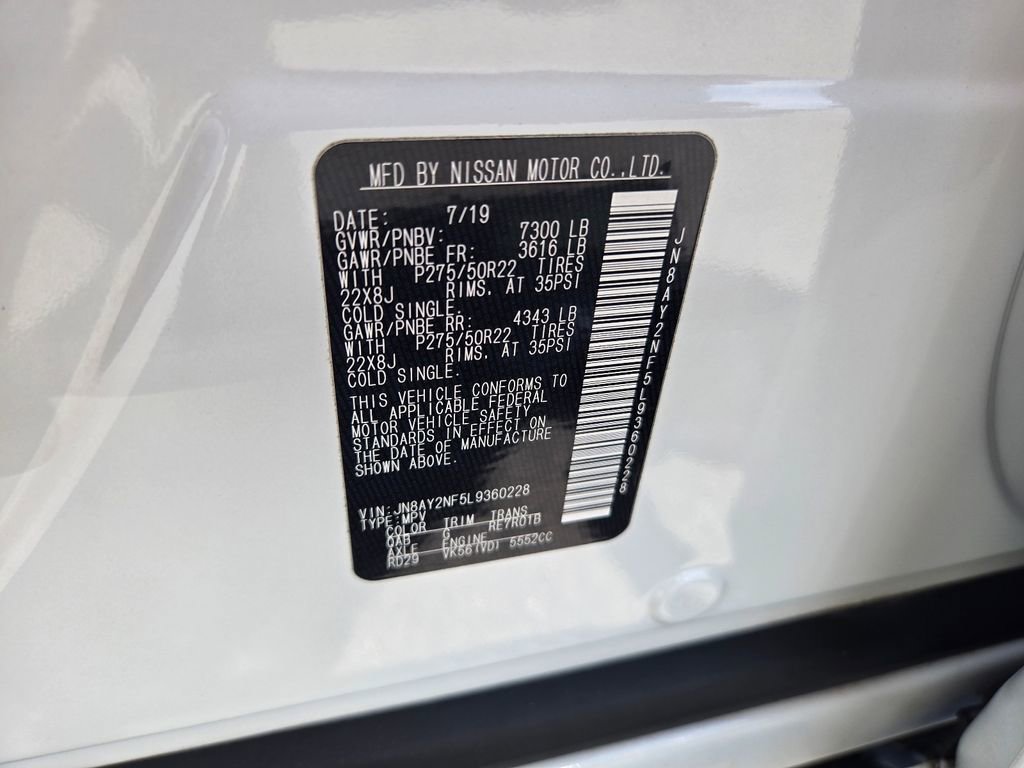 MFD BY NISSAN MOTOR CO.,LTD.
DATE: 7/19
GVWR/PNBV: 7300 LB
GAWR/PNBE FR: 3616 LB
WITH P275/50R22 TIRES
22X8J RIMS. AT 35PSI
COLD SINGLE.
GAWR/PNBE RR: 4343 LB
WITH P275/50R22 TIRES
22X8J RIMS. AT 35PSI
COLD SINGLE.
THIS VEHICLE CONFORMS TO
ALL APPLICABLE FEDERAL
MOTOR VEHICLE SAFETY
STANDARDS IN EFFECT ON
THE DATE OF MANUFACTURE
SHOWN ABOVE.
VIN: JN8AY2NF5L9360228
TYPE: MPV
COLOR TRIM TRANS
QAB G RE7R01B
AXLE ENGINE
RD29 VK56(VD) 5552CC
JN8AY2NF5L9360228